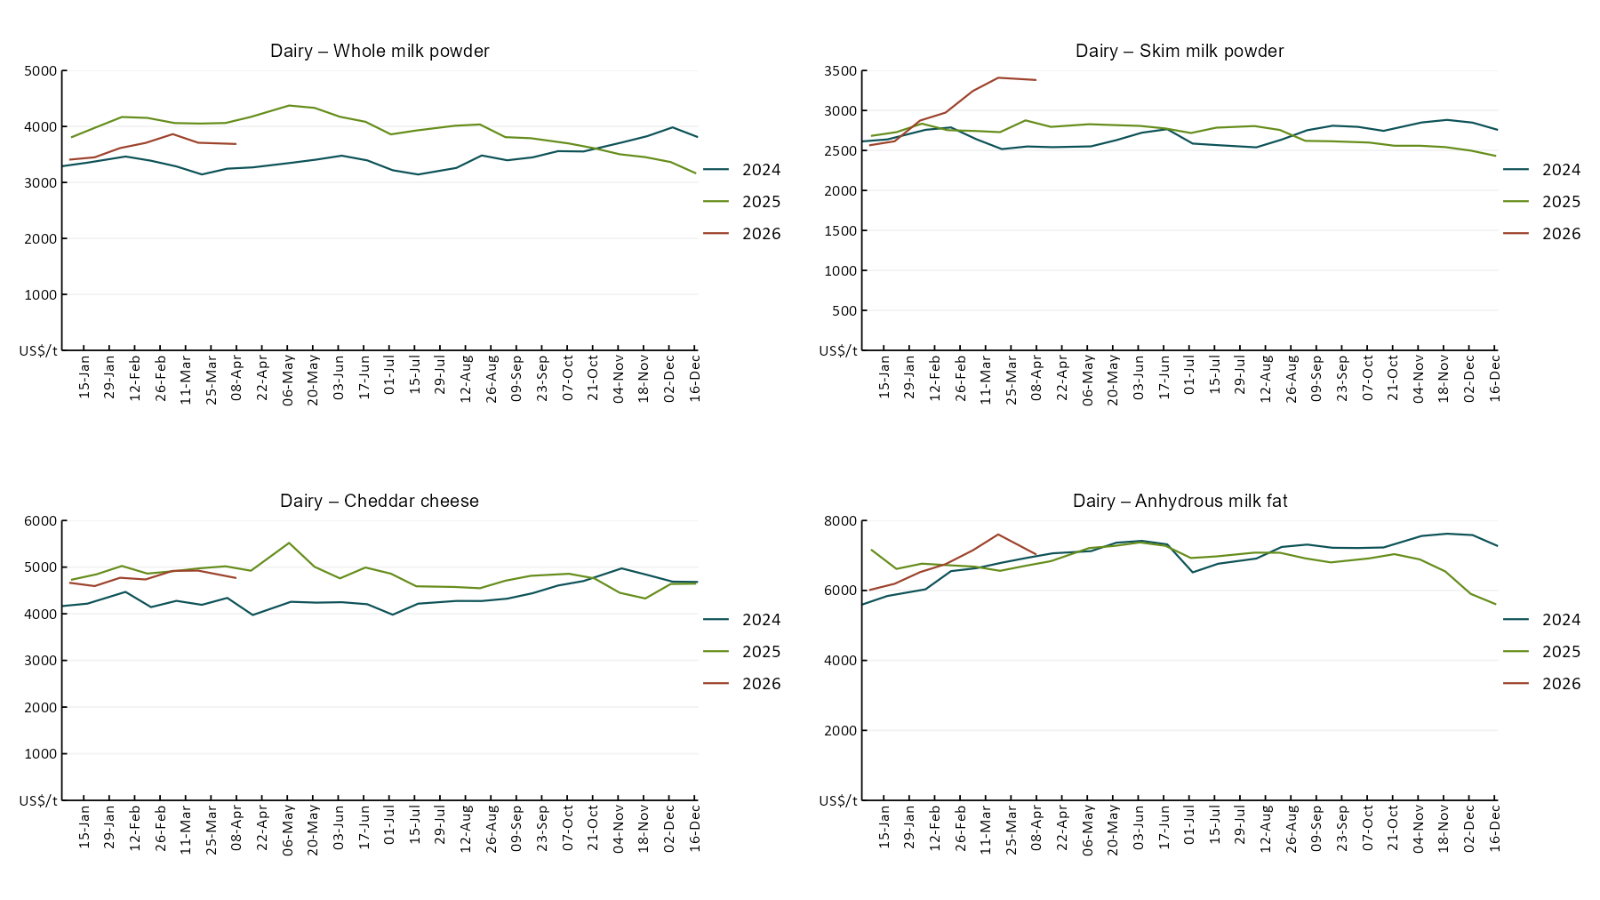 Dairy – Whole milk powder
5000
4000
3000
2000
1000
US$/t
15-Jan
29-Jan
12-Feb
26-Feb
11-Mar
25-Mar
08-Apr
22-Apr
06-May
20-May
03-Jun
17-Jun
01-Jul
15-Jul
29-Jul
12-Aug
26-Aug
09-Sep
23-Sep
07-Oct
21-Oct
04-Nov
18-Nov
02-Dec
16-Dec
2024
2025
2026
Dairy – Skim milk powder
3500
3000
2500
2000
1500
1000
500
US$/t
15-Jan
29-Jan
12-Feb
26-Feb
11-Mar
25-Mar
08-Apr
22-Apr
06-May
20-May
03-Jun
17-Jun
01-Jul
15-Jul
29-Jul
12-Aug
26-Aug
09-Sep
23-Sep
07-Oct
21-Oct
04-Nov
18-Nov
02-Dec
16-Dec
2024
2025
2026
Dairy – Cheddar cheese
6000
5000
4000
3000
2000
1000
US$/t
15-Jan
29-Jan
12-Feb
26-Feb
11-Mar
25-Mar
08-Apr
22-Apr
06-May
20-May
03-Jun
17-Jun
01-Jul
15-Jul
29-Jul
12-Aug
26-Aug
09-Sep
23-Sep
07-Oct
21-Oct
04-Nov
18-Nov
02-Dec
16-Dec
2024
2025
2026
Dairy – Anhydrous milk fat
8000
6000
4000
2000
US$/t
15-Jan
29-Jan
12-Feb
26-Feb
11-Mar
25-Mar
08-Apr
22-Apr
06-May
20-May
03-Jun
17-Jun
01-Jul
15-Jul
29-Jul
12-Aug
26-Aug
09-Sep
23-Sep
07-Oct
21-Oct
04-Nov
18-Nov
02-Dec
16-Dec
2024
2025
2026